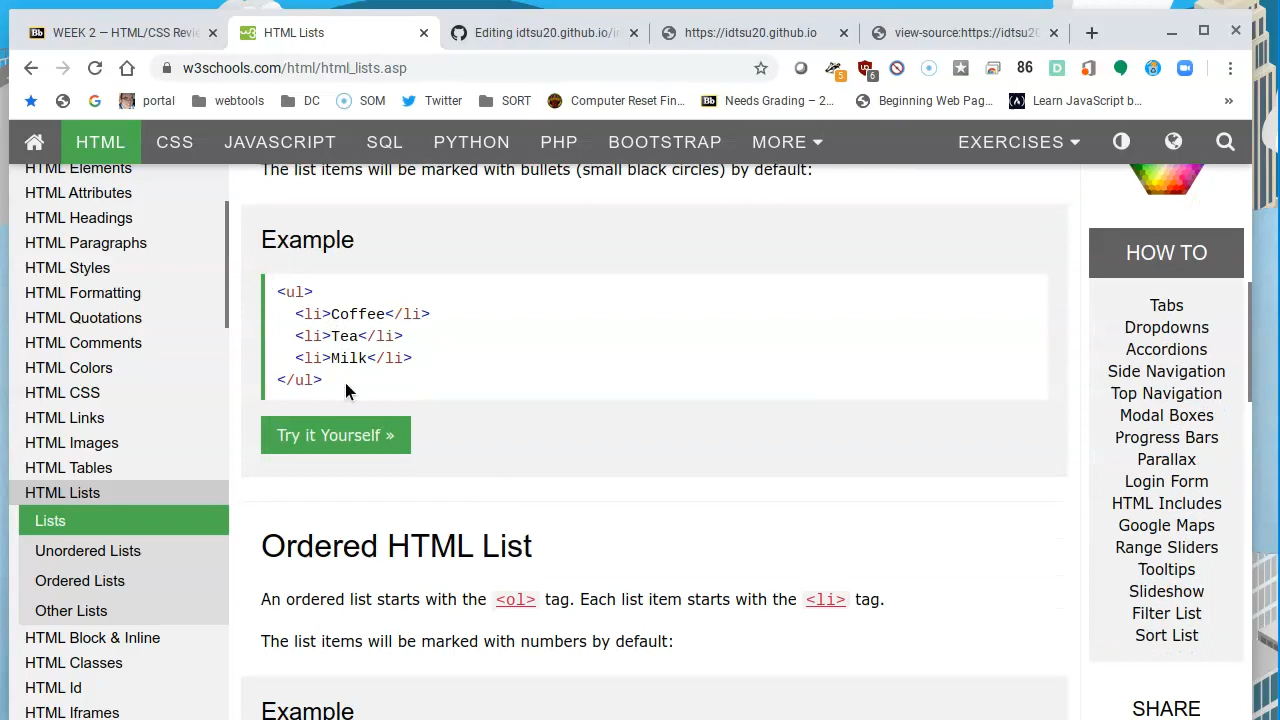 WEEK 2 — HTML/CSS Revie
HTML Lists
Editing idtsu20.github.io/in
https://idtsu20.github.io
view-source:https://idtsu20
w3schools.com/html/html_lists.asp
5
6
86
D
portal
webtools
DC
SOM
Twitter
SORT
Computer Reset Fin...
Bb
Needs Grading – 2...
Beginning Web Pag...
Learn JavaScript b...
»
HTML
CSS
JAVASCRIPT
SQL
PYTHON
PHP
BOOTSTRAP
MORE
EXERCISES
HTML Elements
HTML Attributes
HTML Headings
HTML Paragraphs
HTML Styles
HTML Formatting
HTML Quotations
HTML Comments
HTML Colors
HTML CSS
HTML Links
HTML Images
HTML Tables
HTML Lists
Lists
Unordered Lists
Ordered Lists
Other Lists
HTML Block & Inline
HTML Classes
HTML Id
HTML Iframes
The list items will be marked with bullets (small black circles) by default:
Example
<ul>
<li>Coffee</li>
<li>Tea</li>
<li>Milk</li>
</ul>
Try it Yourself »
Ordered HTML List
An ordered list starts with the <ol> tag. Each list item starts with the <li> tag.
The list items will be marked with numbers by default:
Example
HOW TO
Tabs
Dropdowns
Accordions
Side Navigation
Top Navigation
Modal Boxes
Progress Bars
Parallax
Login Form
HTML Includes
Google Maps
Range Sliders
Tooltips
Slideshow
Filter List
Sort List
SHARE